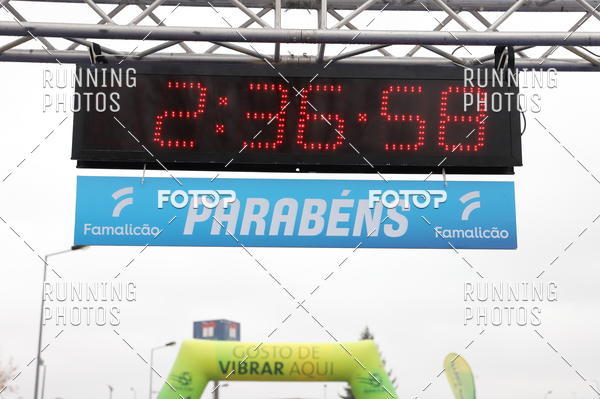 RUNNING PHOTOS
RUNNING PHOTOS
2:36:58
FOTOP FOTOP
Famalicão PARABÉNS Famalicão
RUNNING PHOTOS
RUNNING PHOTOS
GOSTO DE
VIBRAR AQUI